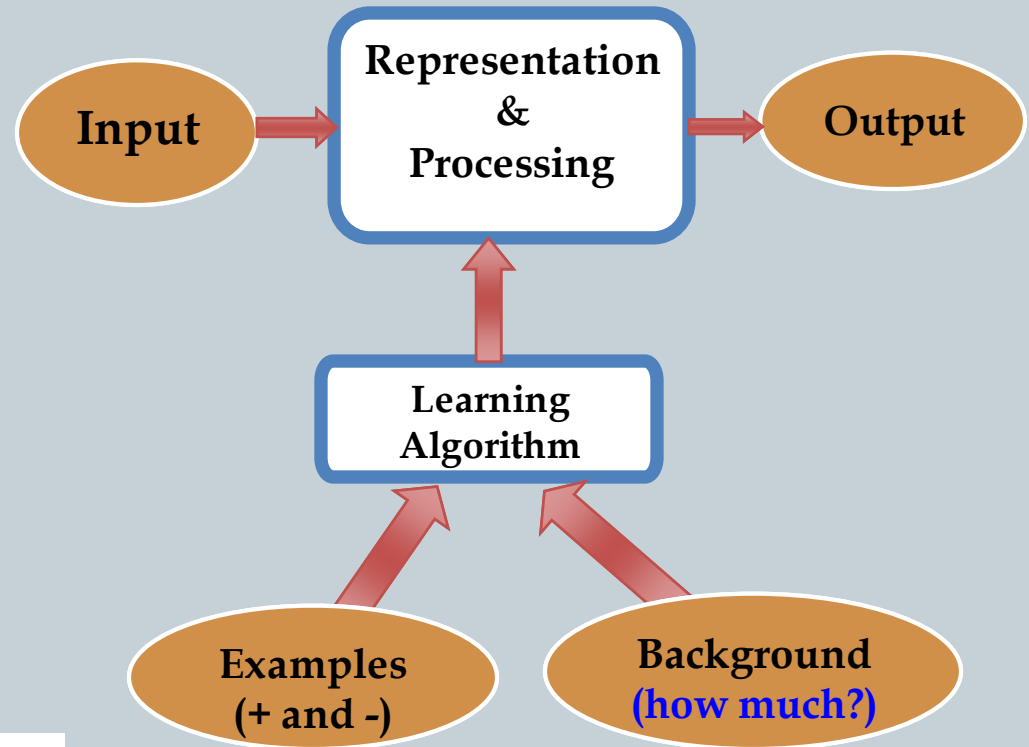 Input
Representation
&
Processing
Output
Learning
Algorithm
Examples
(+ and -)
Background
(how much?)